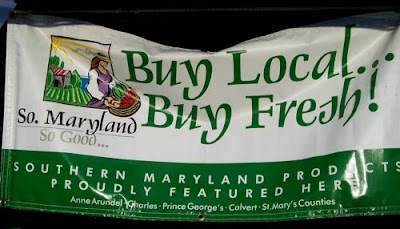 Buy Local...
Buy Fresh!
So. Maryland
So Good...
SOUTHERN MARYLAND PRODUCTS
PROUDLY FEATURED HERE
Anne Arundel · Charles · Prince George's · Calvert · St. Mary's Counties